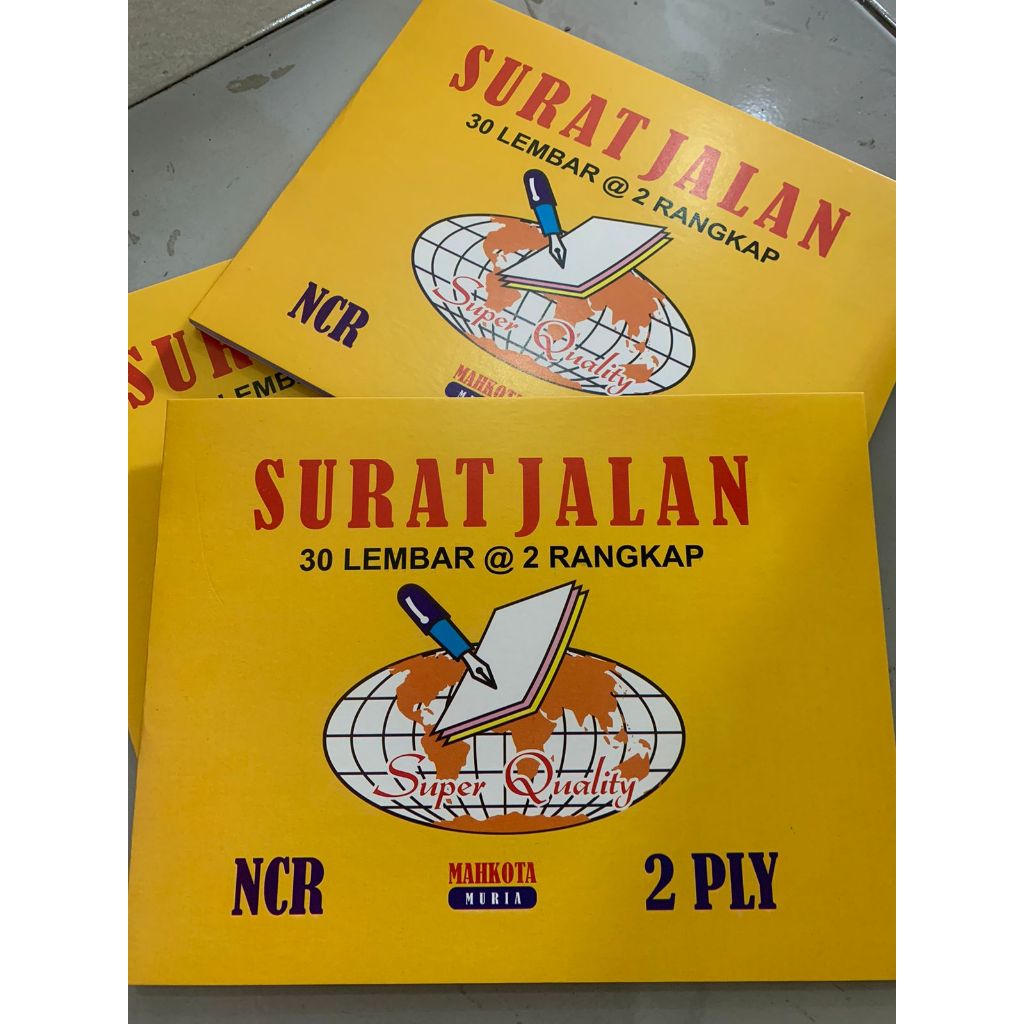 SURAT JALAN
30 LEMBAR @ 2 RANGKAP
Super Quality
NCR
MAHKOTA
SURAT JALAN
30 LEMBAR @ 2 RANGKAP
Super Quality
NCR
MAHKOTA
MURIA
2 PLY